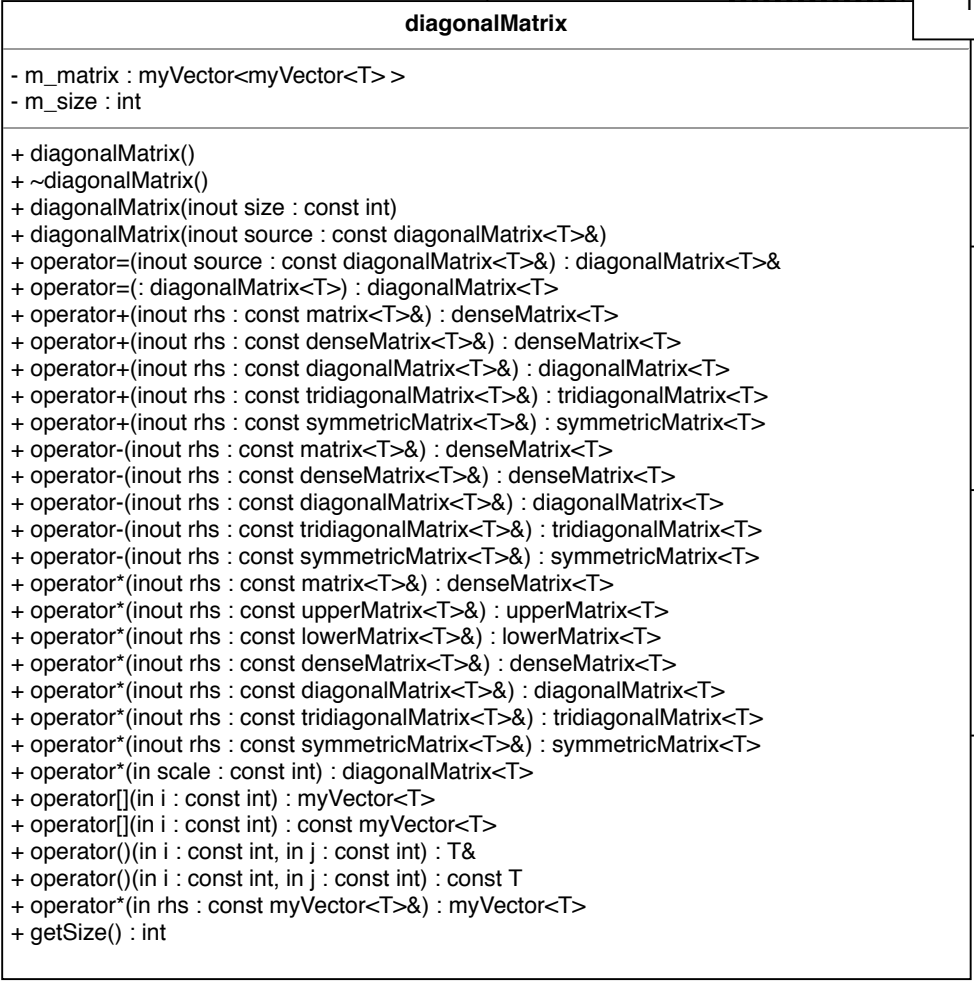 diagonalMatrix
- m_matrix : myVector<myVector<T> >
- m_size : int
+ diagonalMatrix()
+ ~diagonalMatrix()
+ diagonalMatrix(inout size : const int)
+ diagonalMatrix(inout source : const diagonalMatrix<T>&)
+ operator=(inout source : const diagonalMatrix<T>&) : diagonalMatrix<T>&
+ operator=(: diagonalMatrix<T>) : diagonalMatrix<T>
+ operator+(inout rhs : const matrix<T>&) : denseMatrix<T>
+ operator+(inout rhs : const denseMatrix<T>&) : denseMatrix<T>
+ operator+(inout rhs : const diagonalMatrix<T>&) : diagonalMatrix<T>
+ operator+(inout rhs : const tridiagonalMatrix<T>&) : tridiagonalMatrix<T>
+ operator+(inout rhs : const symmetricMatrix<T>&) : symmetricMatrix<T>
+ operator-(inout rhs : const matrix<T>&) : denseMatrix<T>
+ operator-(inout rhs : const denseMatrix<T>&) : denseMatrix<T>
+ operator-(inout rhs : const diagonalMatrix<T>&) : diagonalMatrix<T>
+ operator-(inout rhs : const tridiagonalMatrix<T>&) : tridiagonalMatrix<T>
+ operator-(inout rhs : const symmetricMatrix<T>&) : symmetricMatrix<T>
+ operator*(inout rhs : const matrix<T>&) : denseMatrix<T>
+ operator*(inout rhs : const upperMatrix<T>&) : upperMatrix<T>
+ operator*(inout rhs : const lowerMatrix<T>&) : lowerMatrix<T>
+ operator*(inout rhs : const denseMatrix<T>&) : denseMatrix<T>
+ operator*(inout rhs : const diagonalMatrix<T>&) : diagonalMatrix<T>
+ operator*(inout rhs : const tridiagonalMatrix<T>&) : tridiagonalMatrix<T>
+ operator*(inout rhs : const symmetricMatrix<T>&) : symmetricMatrix<T>
+ operator*(in scale : const int) : diagonalMatrix<T>
+ operator[](in i : const int) : myVector<T>
+ operator[](in i : const int) : const myVector<T>
+ operator()(in i : const int, in j : const int) : T&
+ operator()(in i : const int, in j : const int) : const T
+ operator*(in rhs : const myVector<T>&) : myVector<T>
+ getSize() : int